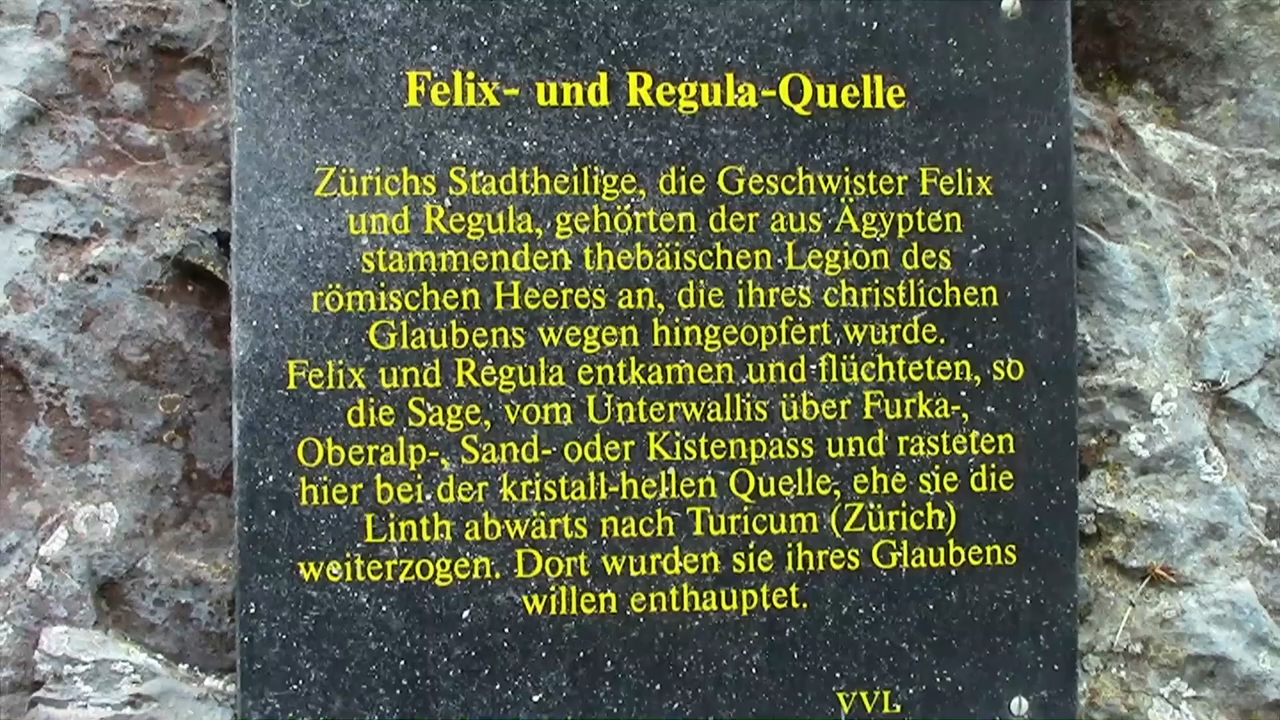 Felix- und Regula-Quelle
Zürichs Stadtheilige, die Geschwister Felix
und Regula, gehörten der aus Ägypten
stammenden thebäischen Legion des
römischen Heeres an, die ihres christlichen
Glaubens wegen hingeopfert wurde.
Felix und Regula entkamen und flüchteten, so
die Sage, vom Unterwallis über Furka-,
Oberalp-, Sand- oder Kistenpass und rasteten
hier bei der kristall-hellen Quelle, ehe sie die
Linth abwärts nach Turicum (Zürich)
weiterzogen. Dort wurden sie ihres Glaubens
willen enthauptet.
VVL